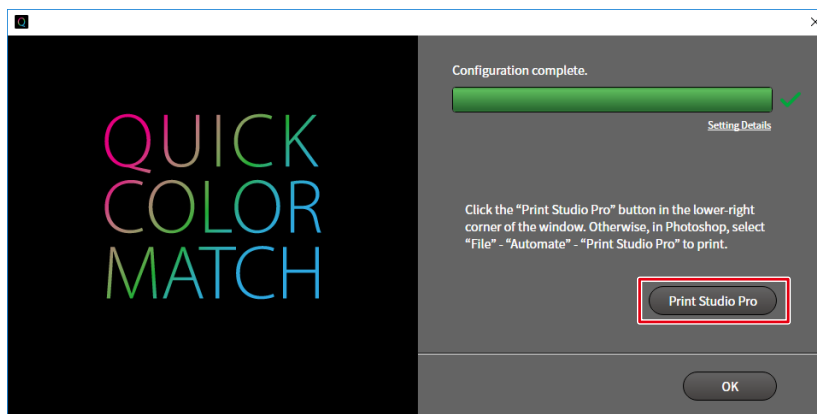 Q
QUICK
COLOR
MATCH
Configuration complete.
Setting Details
Click the “Print Studio Pro” button in the lower-right
corner of the window. Otherwise, in Photoshop, select
“File” - “Automate” - “Print Studio Pro” to print.
Print Studio Pro
OK